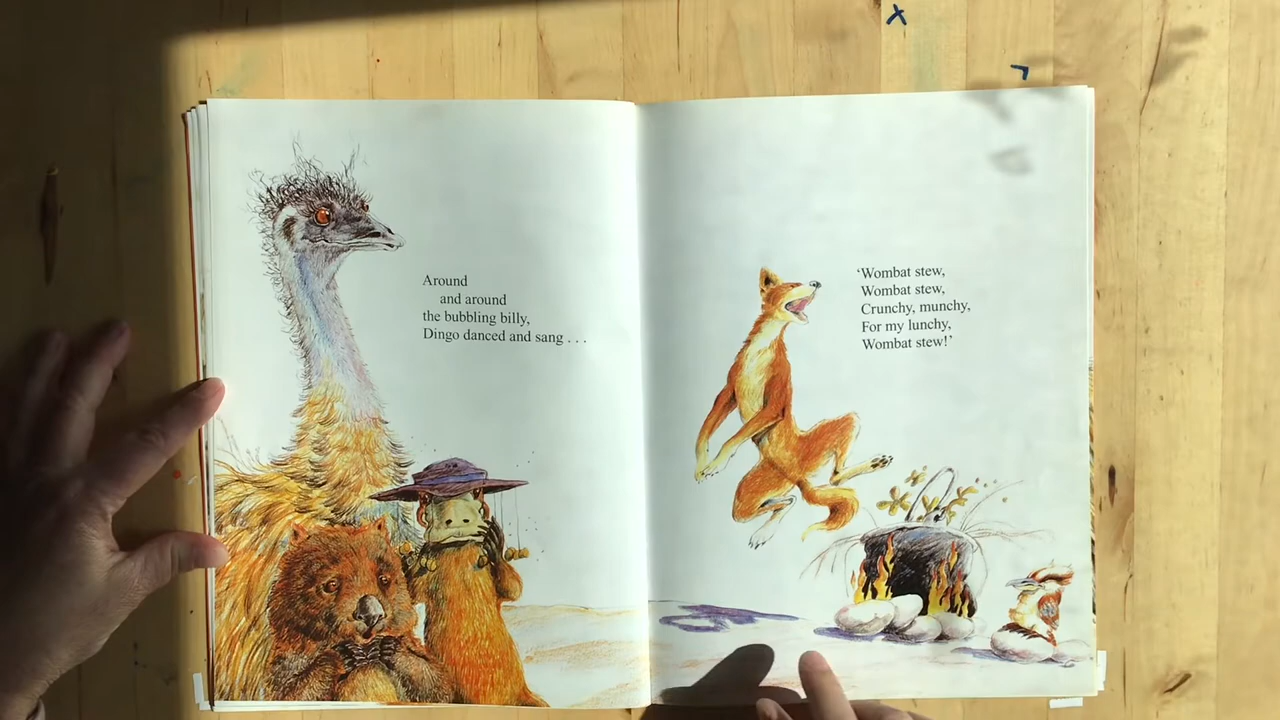 Around
and around
the bubbling billy,
Dingo danced and sang . . .
‘Wombat stew,
Wombat stew,
Crunchy, munchy,
For my lunchy,
Wombat stew!’